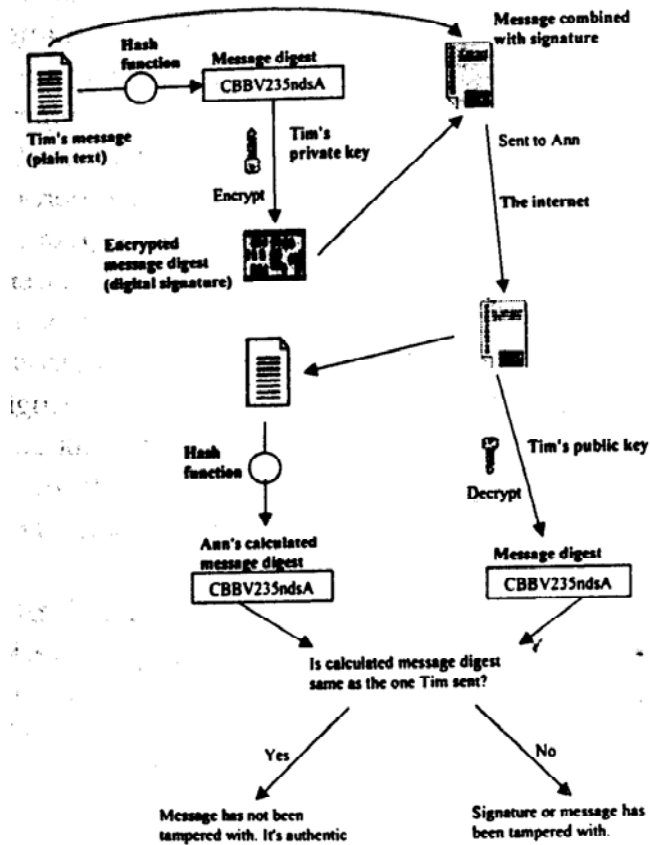 Message combined
with signature
Hash
function
Message digest
CBBV235ndsA
Tim's message
(plain text)
Tim's
private key
Encrypt
Sent to Ann
The internet
Encrypted
message digest
(digital signature)
Hash
function
Tim's public key
Decrypt
Ann's calculated
message digest
CBBV235ndsA
Message digest
CBBV235ndsA
Is calculated message digest
same as the one Tim sent?
Yes
No
Message has not been
tampered with. It's authentic
Signature or message has
been tampered with.